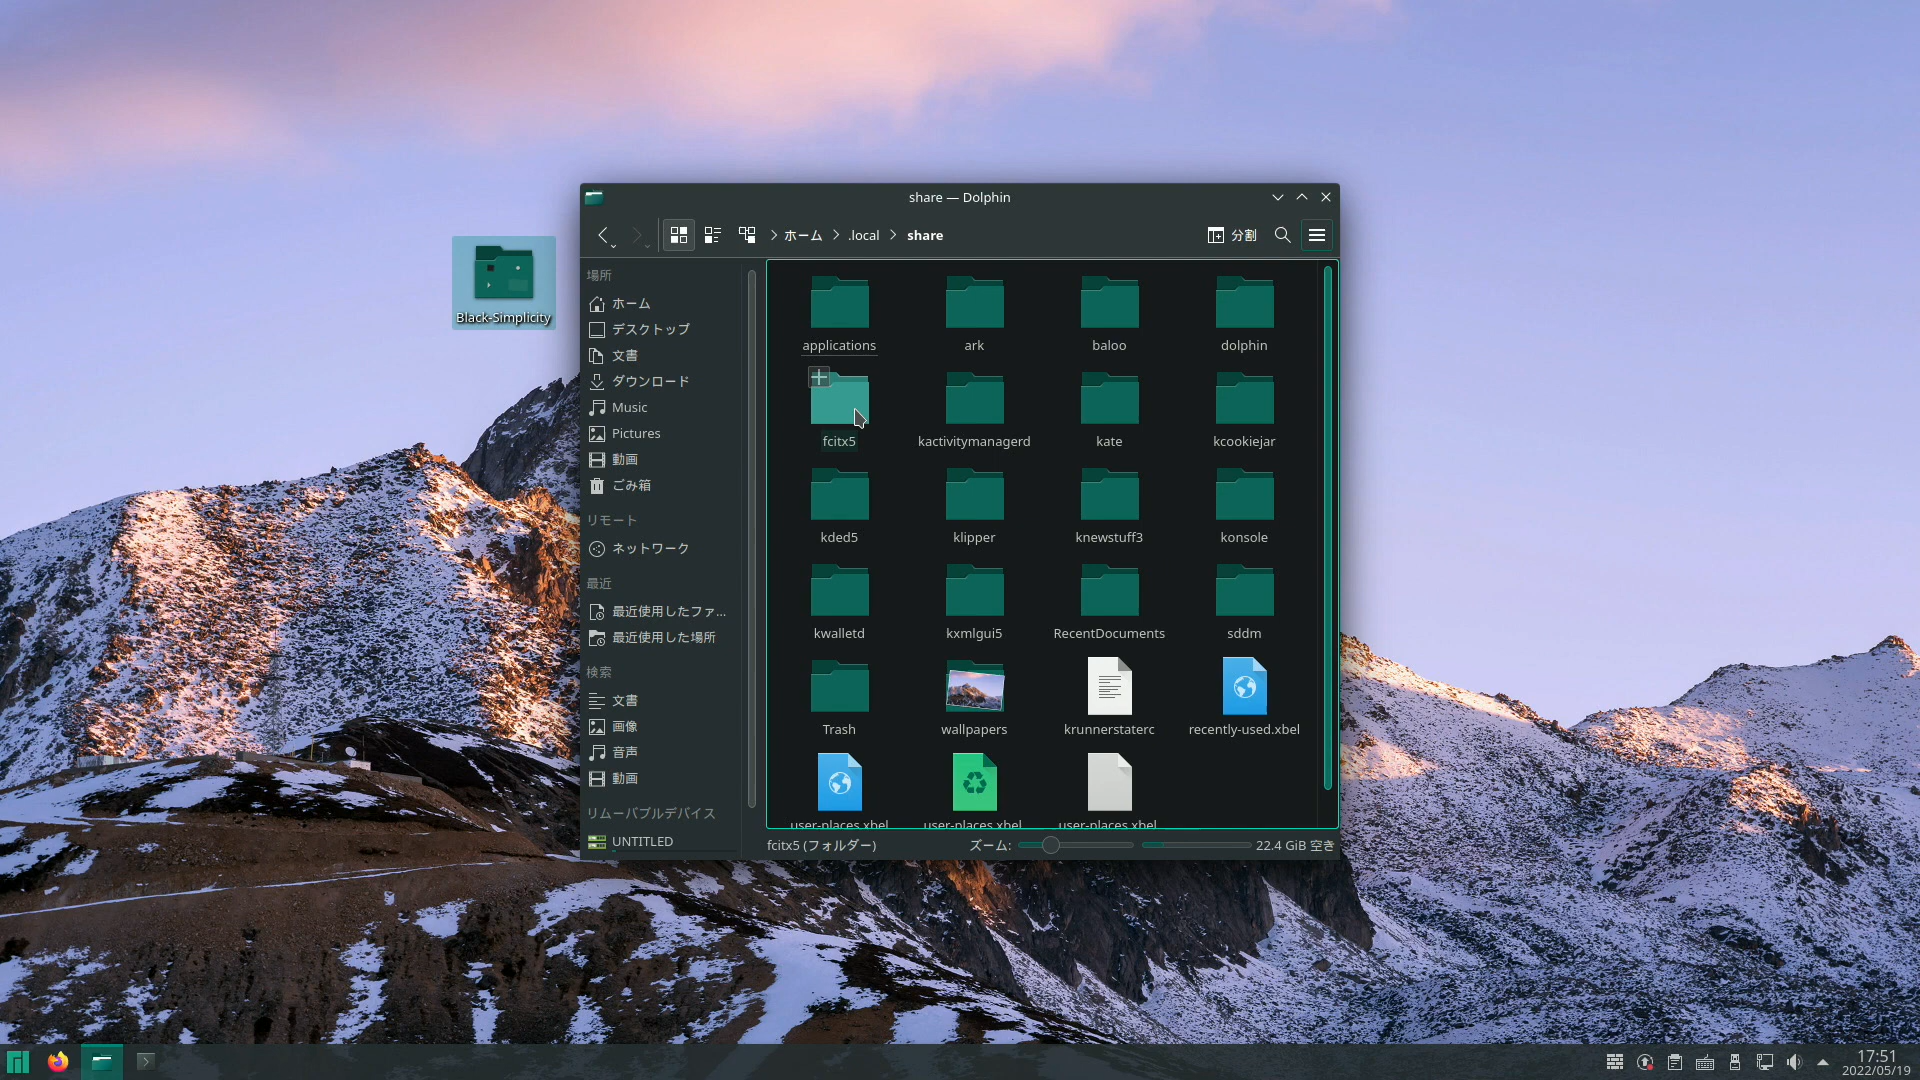 share — Dolphin
ホーム
.local
share
分割
Black-Simplicity
場所
ホーム
デスクトップ
文書
ダウンロード
Music
Pictures
動画
ごみ箱
リモート
ネットワーク
最近
最近使用したファ...
最近使用した場所
検索
文書
画像
音声
動画
リムーバブルデバイス
UNTITLED
applications
ark
baloo
dolphin
fcitx5
kactivitymanagerd
kate
kcookiejar
kded5
klipper
knewstuff3
konsole
kwalletd
kxmlgui5
RecentDocuments
sddm
Trash
wallpapers
krunnerstaterc
recently-used.xbel
user-places.xbel
user-places.xbel
user-places.xbel
fcitx5 (フォルダー)
ズーム:
22.4 GiB 空き
17:51
2022/05/19